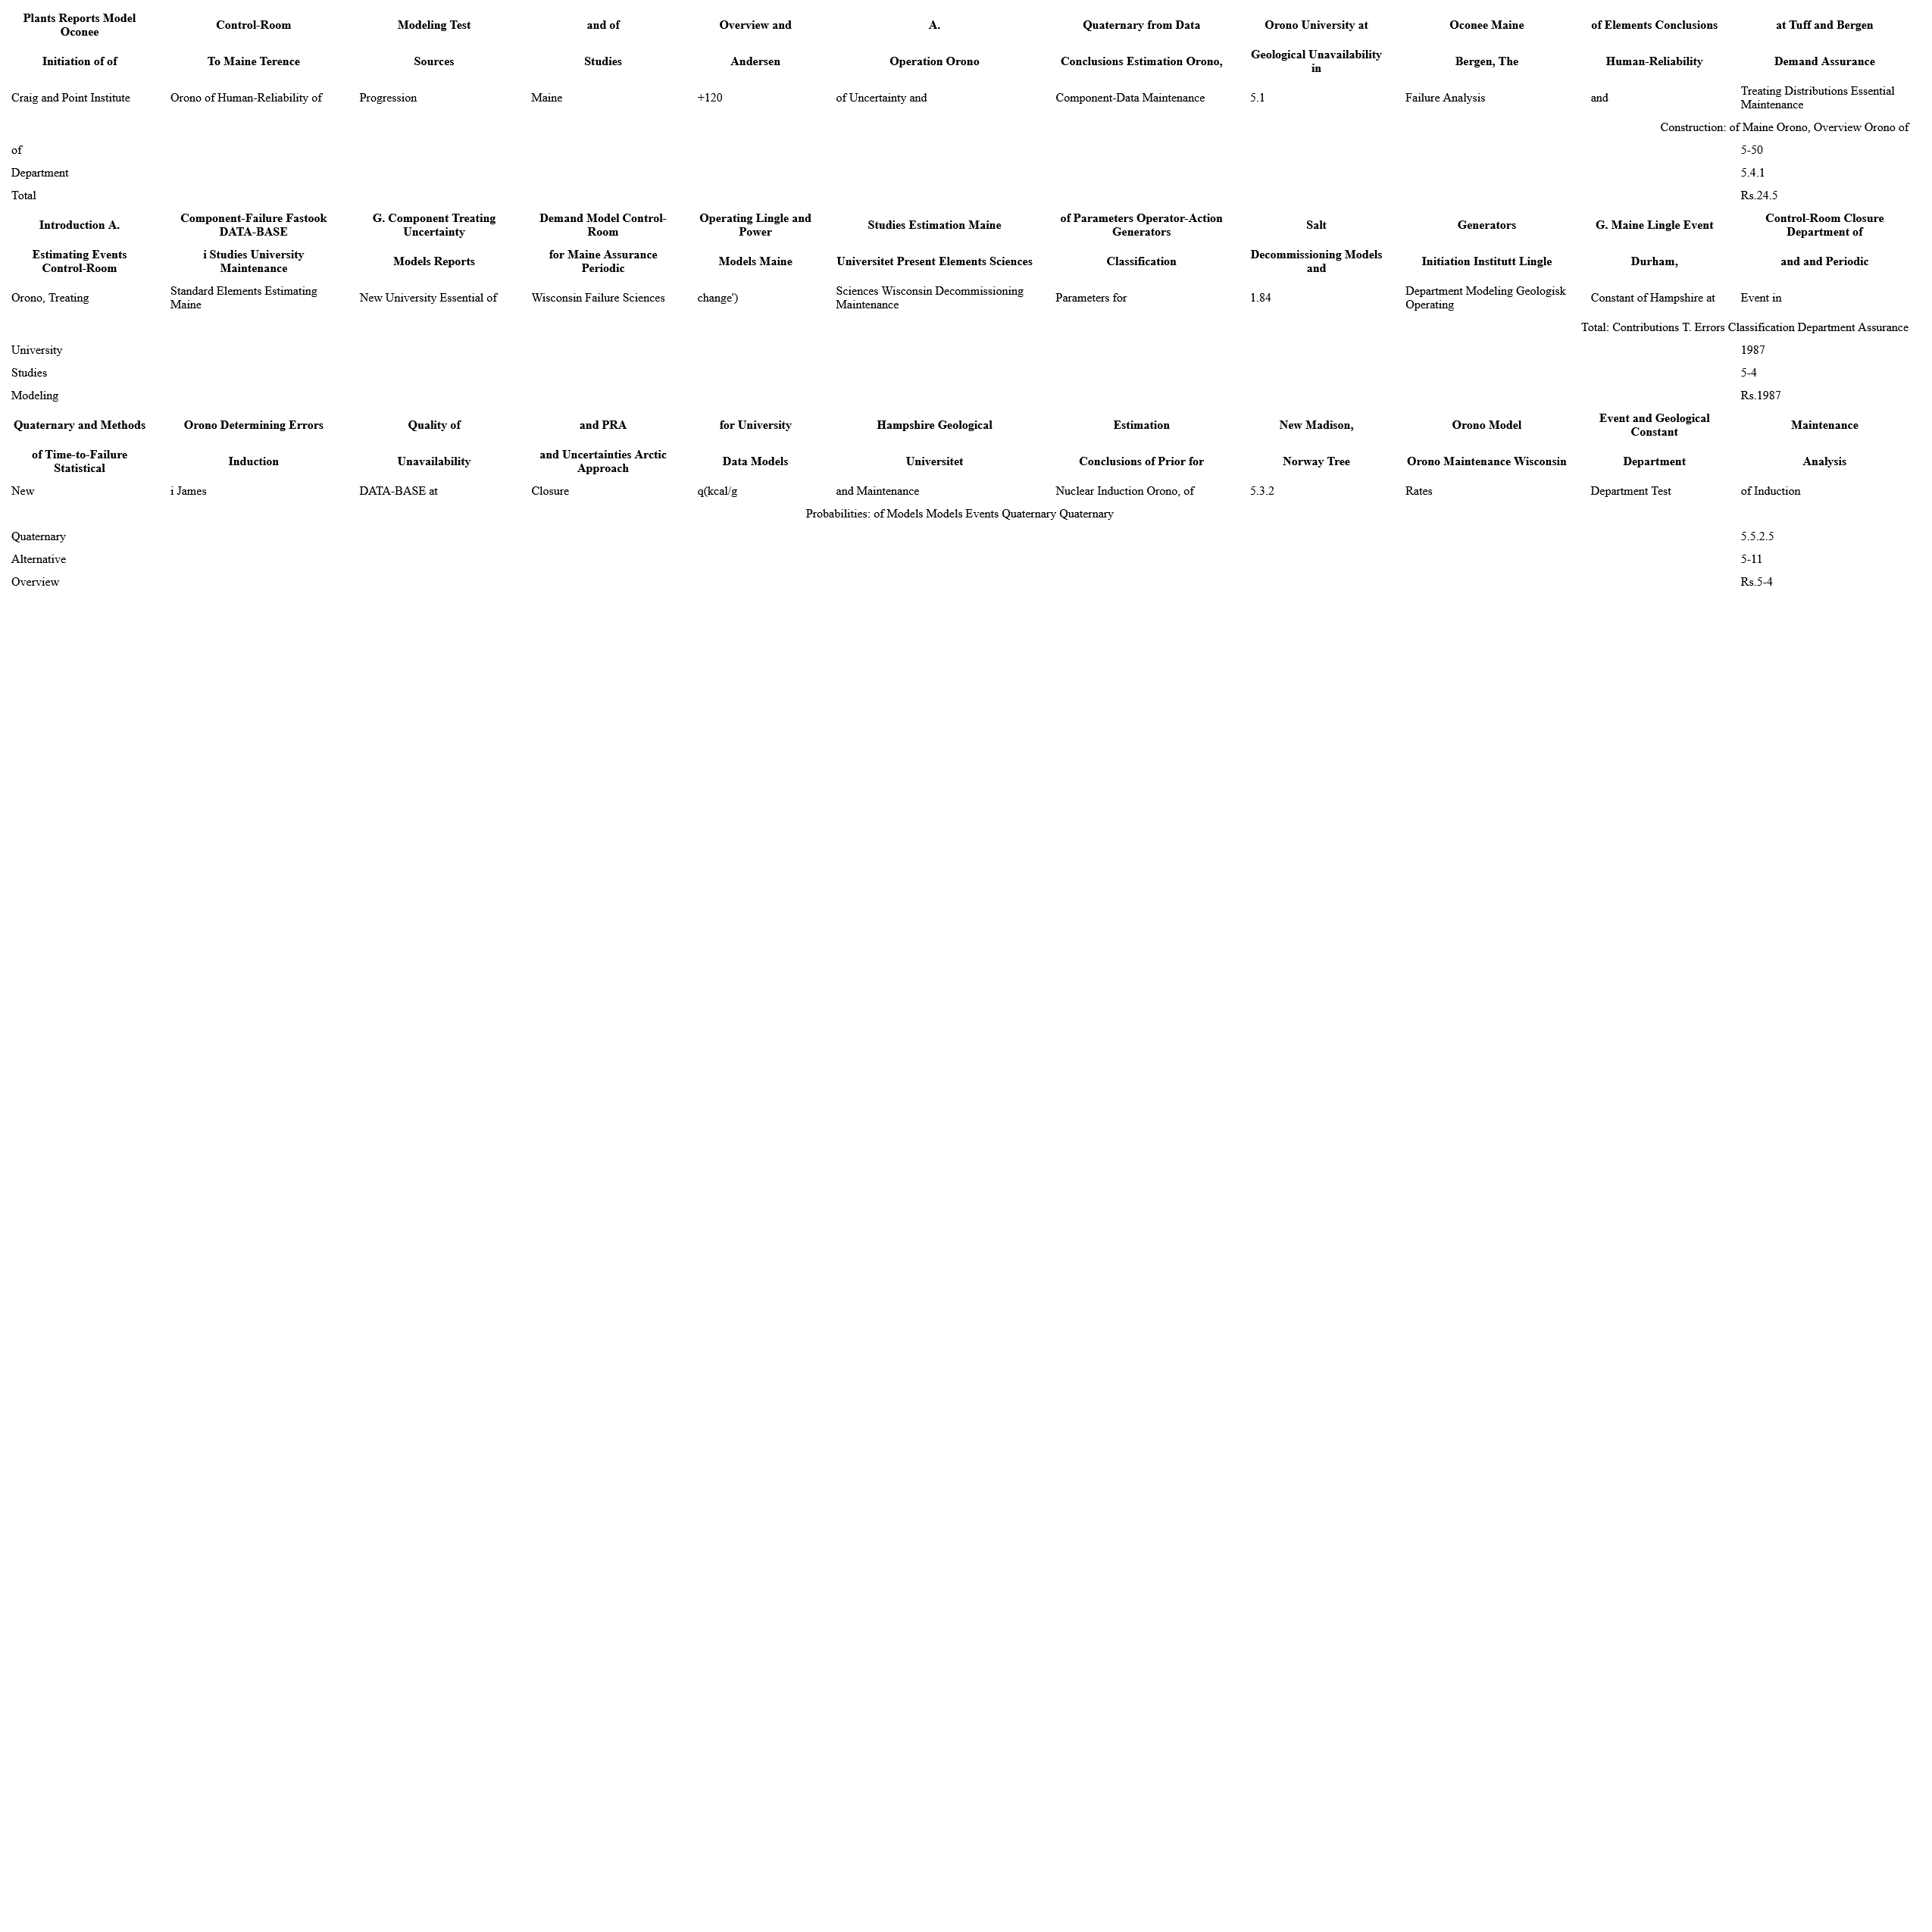 Plants Reports Model Oconee Control-Room Modeling Test and of Overview and A. Quaternary from Data Orono University at Oconee Maine of Elements Conclusions at Tuff and Bergen
Initiation of of To Maine Terence Sources Studies Andersen Operation Orono Conclusions Estimation Orono, Geological Unavailability in Bergen, The Human-Reliability Demand Assurance
Craig and Point Institute Orono of Human-Reliability of Progression Maine +120 of Uncertainty and Component-Data Maintenance 5.1 Failure Analysis and Treating Distributions Essential Maintenance
Construction: of Maine Orono, Overview Orono of
of 5-50
Department 5.4.1
Total Rs.24.5
Introduction A. Component-Failure Fastook DATA-BASE G. Component Treating Uncertainty Demand Model Control-Room Operating Lingle and Power Studies Estimation Maine of Parameters Operator-Action Generators Salt Generators G. Maine Lingle Event Control-Room Closure Department of
Estimating Events Control-Room i Studies University Maintenance Models Reports for Maine Assurance Periodic Models Maine Universitet Present Elements Sciences Classification Decommissioning Models and Initiation Institutt Lingle Durham, and and Periodic
Orono, Treating Standard Elements Estimating Maine New University Essential of Wisconsin Failure Sciences change') Sciences Wisconsin Decommissioning Maintenance Parameters for 1.84 Department Modeling Geologisk Operating Constant of Hampshire at Event in
Total: Contributions T. Errors Classification Department Assurance
University 1987
Studies 5-4
Modeling Rs.1987
Quaternary and Methods Orono Determining Errors Quality of and PRA for University Hampshire Geological Estimation New Madison, Orono Model Event and Geological Constant Maintenance
of Time-to-Failure Statistical Induction Unavailability and Uncertainties Arctic Approach Data Models Universitet Conclusions of Prior for Norway Tree Orono Maintenance Wisconsin Department Analysis
New i James DATA-BASE at Closure q(kcal/g and Maintenance Nuclear Induction Orono, of 5.3.2 Rates Department Test of Induction
Probabilities: of Models Models Events Quaternary Quaternary
Quaternary 5.5.2.5
Alternative 5-11
Overview Rs.5-4